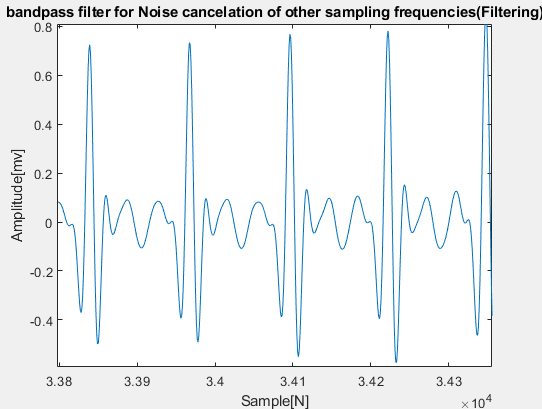 bandpass filter for Noise cancelation of other sampling frequencies(Filtering)
0.8
0.6
0.4
0.2
0
-0.2
-0.4
Amplitude[mv]
3.38 3.39 3.4 3.41 3.42 3.43
Sample[N]
×10⁴